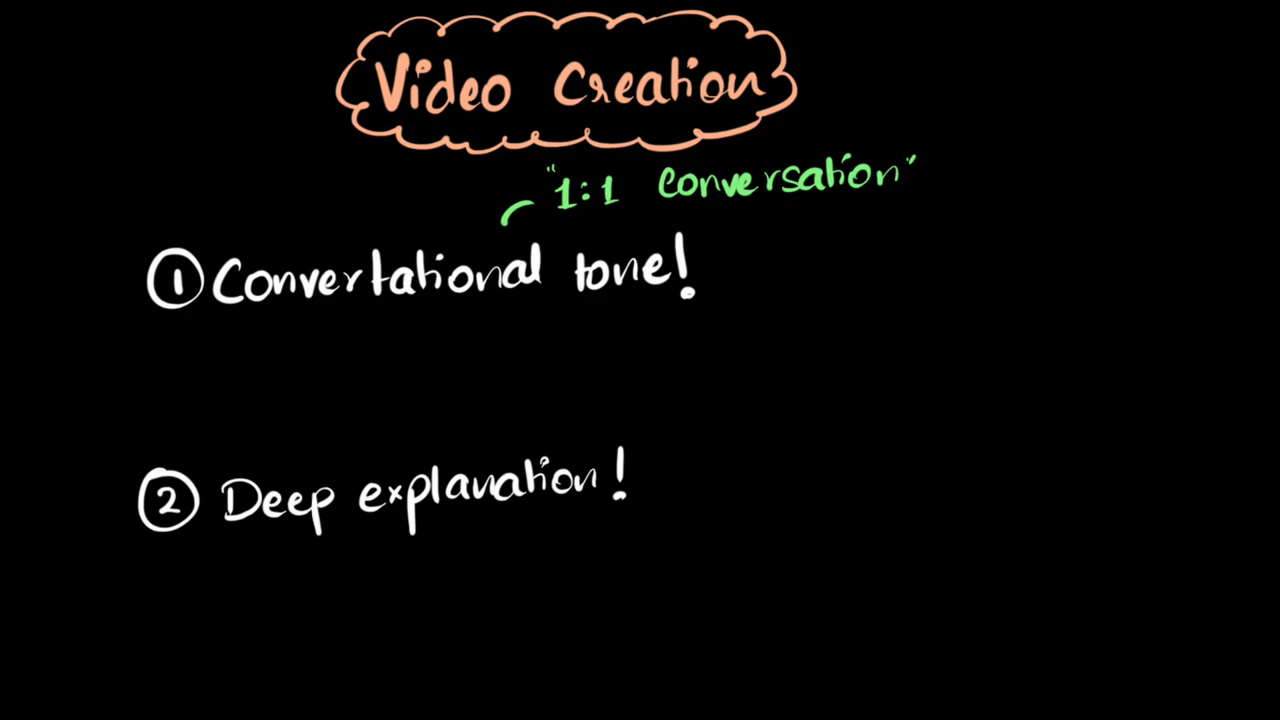 Video Creation
"1:1 Conversation"
① Convertational tone!
② Deep explanation!